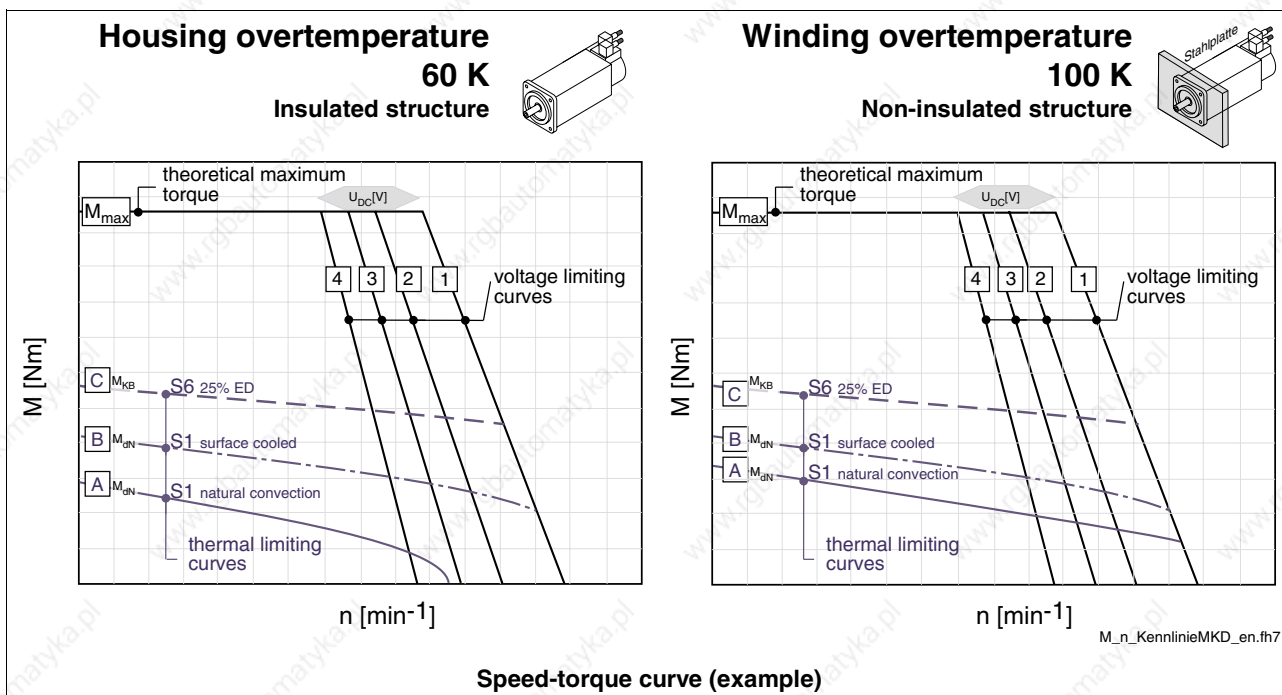 Housing overtemperature
60 K
Insulated structure
theoretical maximum
torque
M_max
U_DC[V]
4 3 2 1
voltage limiting
curves
M [Nm]
C M_KB S6 25% ED
B M_dN S1 surface cooled
A M_dN S1 natural convection
thermal limiting
curves
n [min⁻¹]
Winding overtemperature
100 K
Non-insulated structure
Stahlplatte
theoretical maximum
torque
M_max
U_DC[V]
4 3 2 1
voltage limiting
curves
M [Nm]
C M_KB S6 25% ED
B M_dN S1 surface cooled
A M_dN S1 natural convection
thermal limiting
curves
n [min⁻¹]
M_n_KennlinieMKD_en.fh7
Speed-torque curve (example)
www.rgbautomatyka.pl